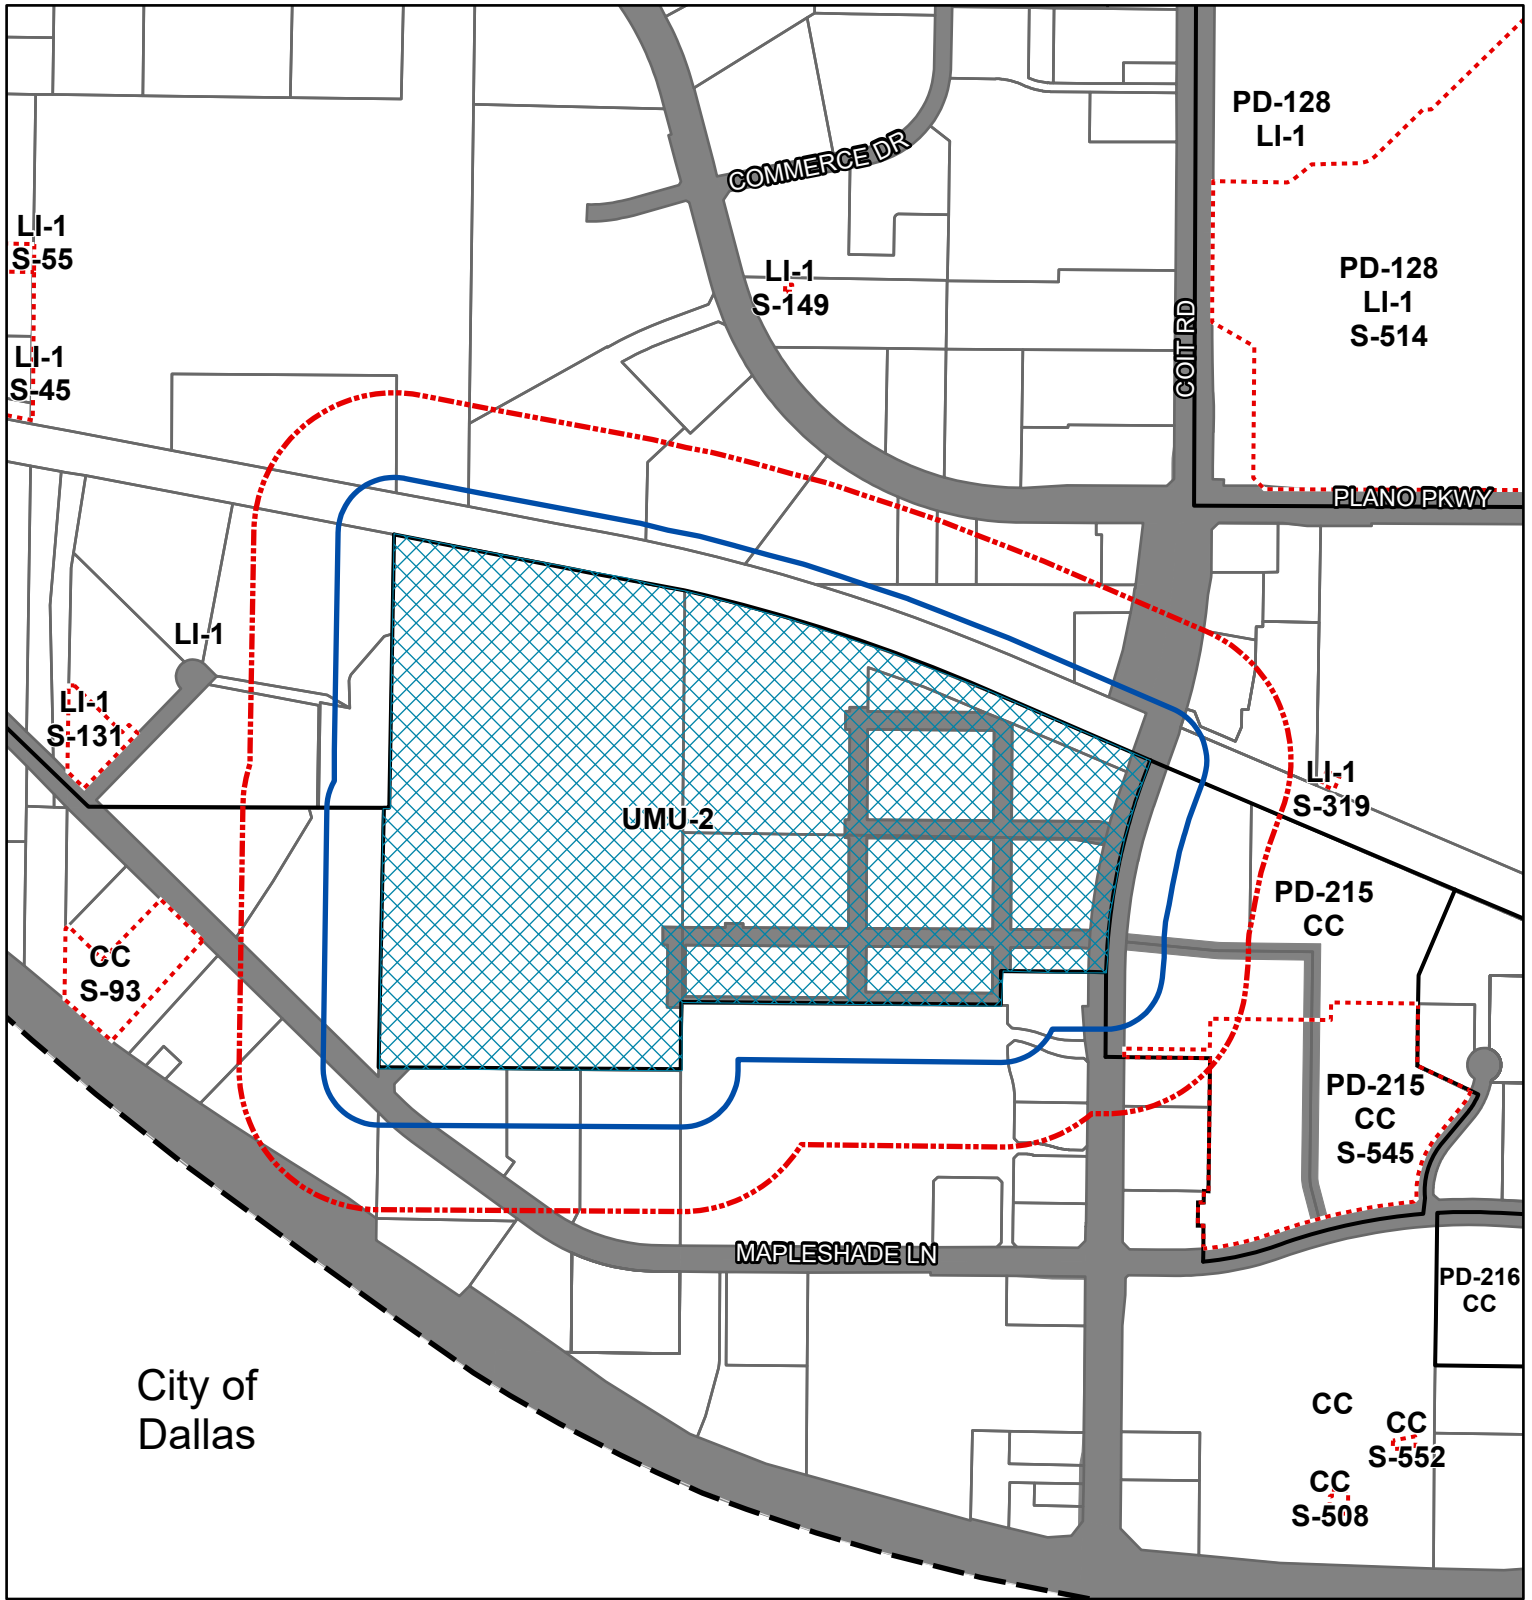 PD-128
LI-1
COMMERCE DR
LI-1
S-55
PD-128
LI-1
S-514
LI-1
S-149
COIT RD
LI-1
S-45
PLANO PKWY
LI-1
LI-1
S-131
LI-1
S-319
UMU-2
PD-215
CC
CC
S-93
PD-215
CC
S-545
MAPLESHADE LN
PD-216
CC
City of
Dallas
CC
CC
S-552
CC
S-508